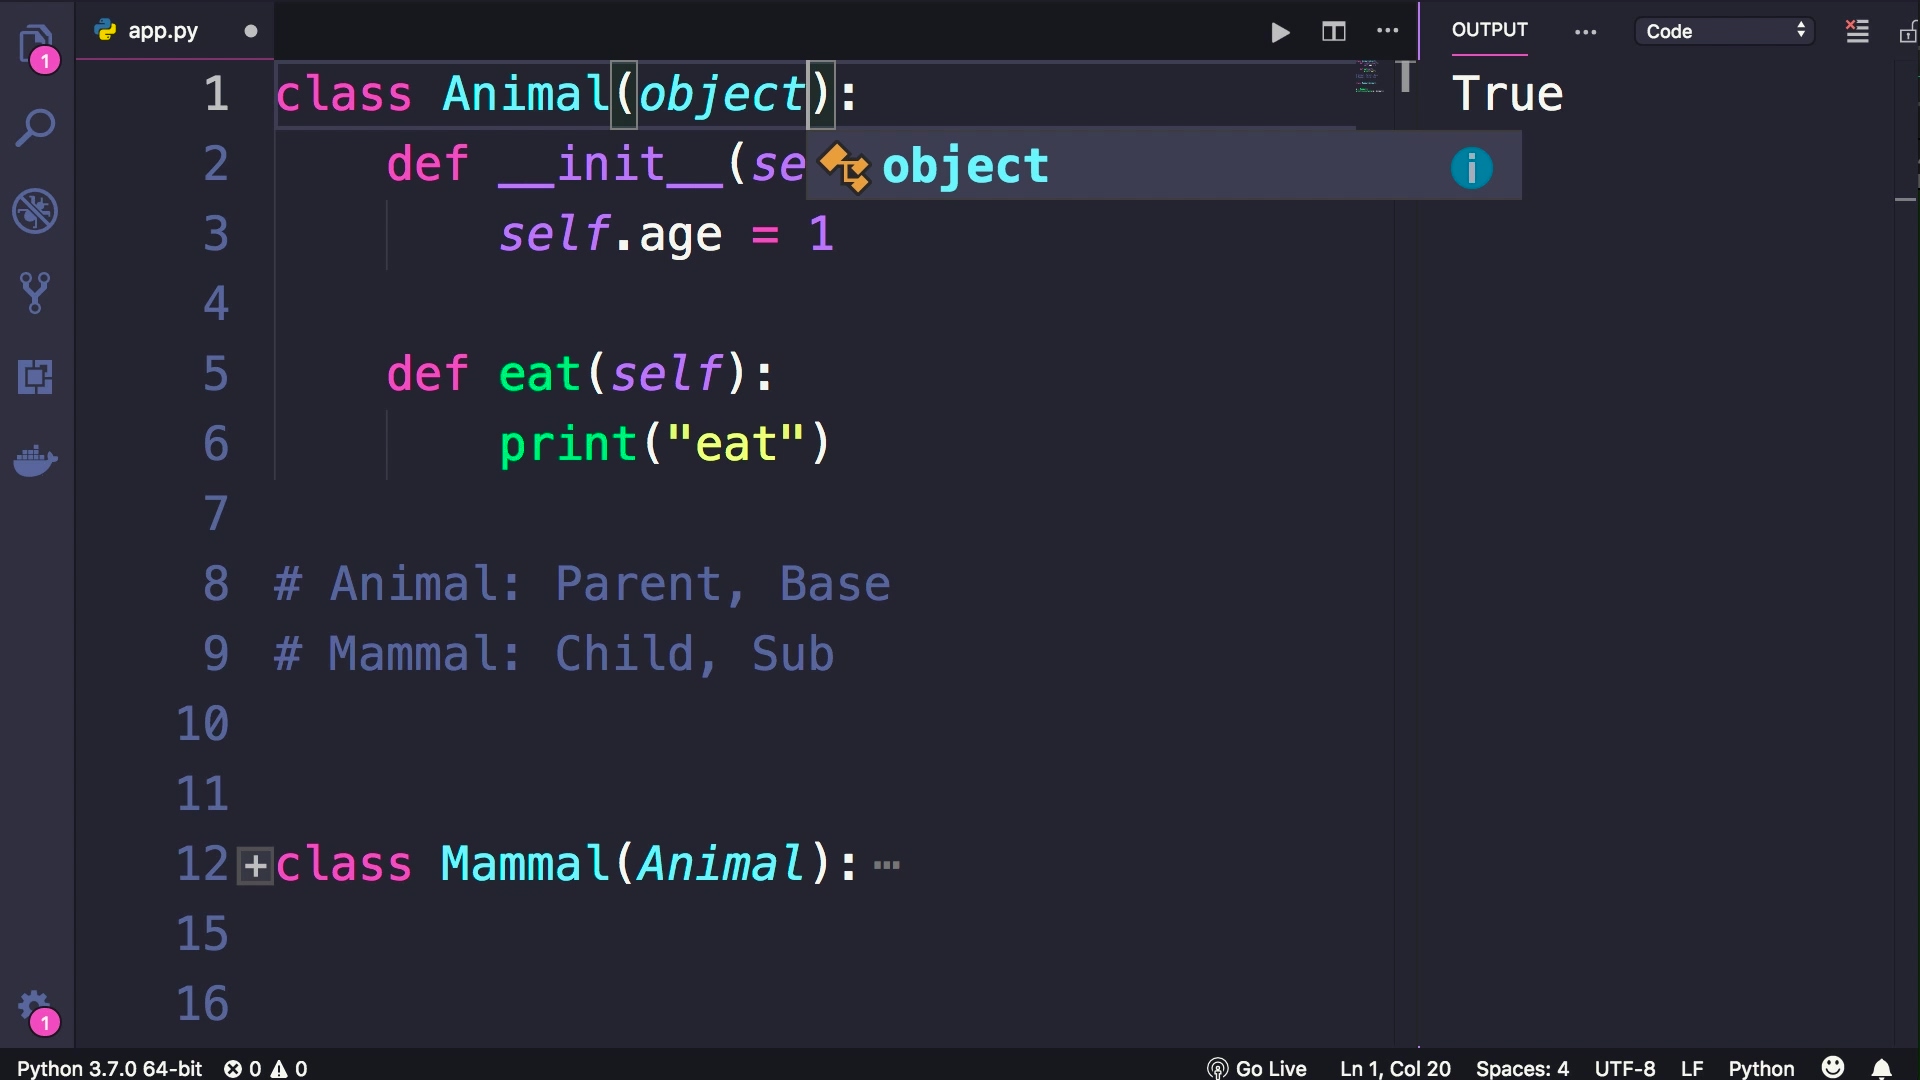 app.py
OUTPUT
Code
1 class Animal(object):
True
2 def __init__(se
object
3 self.age = 1
4
5 def eat(self):
6 print("eat")
7
8 # Animal: Parent, Base
9 # Mammal: Child, Sub
10
11
12 class Mammal(Animal):
15
16
1
1
Python 3.7.0 64-bit 0 0 Go Live Ln 1, Col 20 Spaces: 4 UTF-8 LF Python